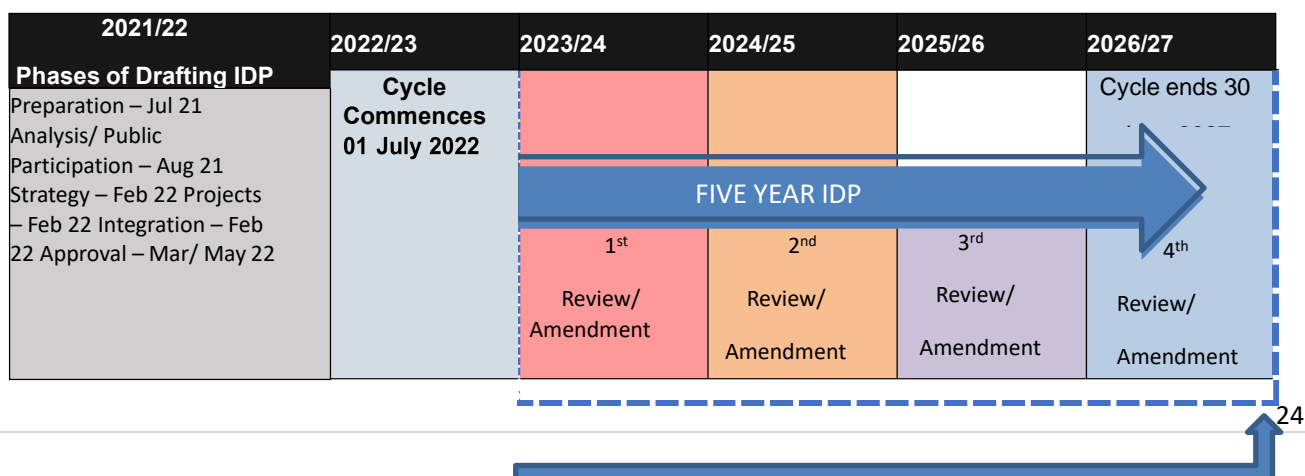 2021/22
Phases of Drafting IDP
2022/23
2023/24
2024/25
2025/26
2026/27
Preparation – Jul 21
Analysis/ Public
Participation – Aug 21
Strategy – Feb 22 Projects
– Feb 22 Integration – Feb
22 Approval – Mar/ May 22
Cycle
Commences
01 July 2022
Cycle ends 30
FIVE YEAR IDP
1st
Review/
Amendment
2nd
Review/
Amendment
3rd
Review/
Amendment
4th
Review/
Amendment
24